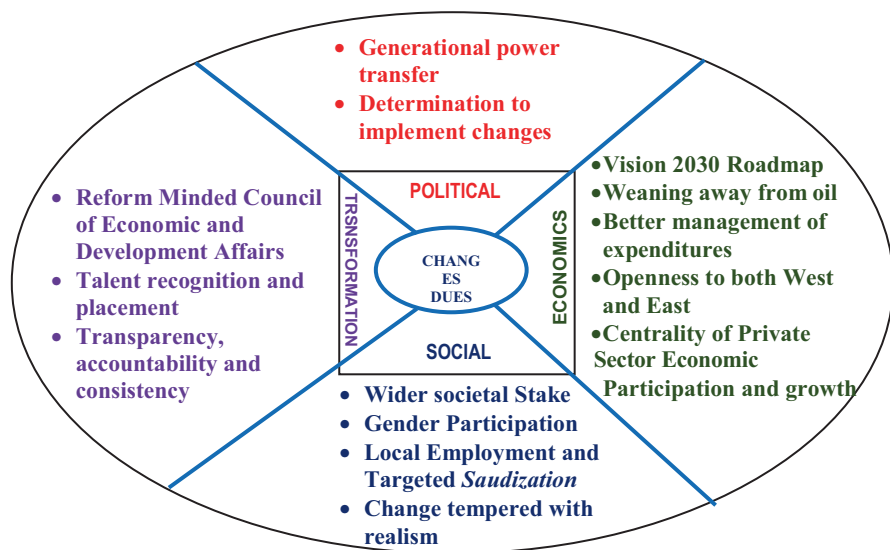 • Generational power
transfer
• Determination to
implement changes
POLITICAL
• Reform Minded Council
of Economic and
Development Affairs
• Talent recognition and
placement
• Transparency,
accountability and
consistency
TRSNSFORMATION
CHANG
ES
DUES
ECONOMICS
•Vision 2030 Roadmap
•Weaning away from oil
•Better management of
expenditures
•Openness to both West
and East
•Centrality of Private
Sector Economic
Participation and growth
SOCIAL
• Wider societal Stake
• Gender Participation
• Local Employment and
Targeted Saudization
• Change tempered with
realism